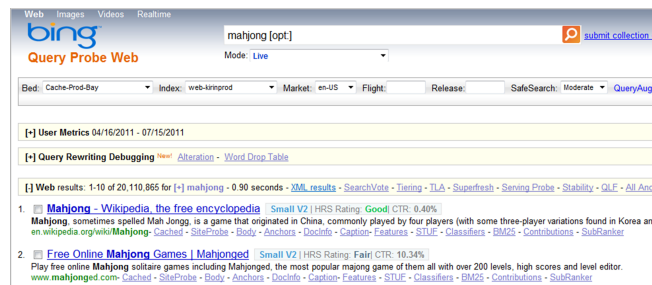 Web Images Videos Realtime
bing
mahjong [opt:]
submit collection
Query Probe Web
Mode: Live
Bed: Cache-Prod-Bay Index: web-kirinprod Market: en-US Flight: Release: SafeSearch: Moderate QueryAug
[+] User Metrics 04/16/2011 - 07/15/2011
[+] Query Rewriting Debugging New! Alteration - Word Drop Table
[-] Web results: 1-10 of 20,110,865 for [+] mahjong - 0.90 seconds - XML results - SearchVote - Tiering - TLA - Superfresh - Serving Probe - Stability - QLF - All And
1. Mahjong - Wikipedia, the free encyclopedia Small V2 | HRS Rating: Good| CTR: 0.40%
Mahjong, sometimes spelled Mah Jongg, is a game that originated in China, commonly played by four players (with some three-player variations found in Korea an
en.wikipedia.org/wiki/Mahjong- Cached - SiteProbe - Body - Anchors - DocInfo - Caption- Features - STUF - Classifiers - BM25 - Contributions - SubRanker
2. Free Online Mahjong Games | Mahjonged Small V2 | HRS Rating: Fair| CTR: 10.34%
Play free online Mahjong solitaire games including Mahjonged, the most popular majong game of them all with over 200 levels, high scores and level editor.
www.mahjonged.com- Cached - SiteProbe - Body - Anchors - DocInfo - Caption- Features - STUF - Classifiers - BM25 - Contributions - SubRanker